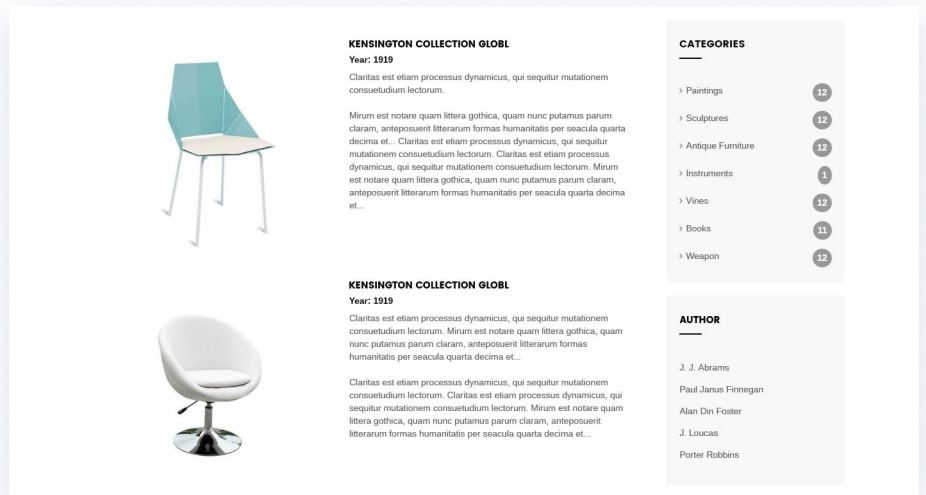 KENSINGTON COLLECTION GLOBL
Year: 1919
Claritas est etiam processus dynamicus, qui sequitur mutationem
consuetudium lectorum.
Mirum est notare quam littera gothica, quam nunc putamus parum
claram, anteposuerit litterarum formas humanitatis per seacula quarta
decima et... Claritas est etiam processus dynamicus, qui sequitur
mutationem consuetudium lectorum. Claritas est etiam processus
dynamicus, qui sequitur mutationem consuetudium lectorum. Mirum
est notare quam littera gothica, quam nunc putamus parum claram,
anteposuerit litterarum formas humanitatis per seacula quarta decima
et...
KENSINGTON COLLECTION GLOBL
Year: 1919
Claritas est etiam processus dynamicus, qui sequitur mutationem
consuetudium lectorum. Mirum est notare quam littera gothica, quam
nunc putamus parum claram, anteposuerit litterarum formas
humanitatis per seacula quarta decima et...
Claritas est etiam processus dynamicus, qui sequitur mutationem
consuetudium lectorum. Claritas est etiam processus dynamicus, qui
sequitur mutationem consuetudium lectorum. Mirum est notare quam
littera gothica, quam nunc putamus parum claram, anteposuerit
litterarum formas humanitatis per seacula quarta decima et...
CATEGORIES
> Paintings 12
> Sculptures 12
> Antique Furniture 12
> Instruments 1
> Vines 12
> Books 11
> Weapon 12
AUTHOR
J. J. Abrams
Paul Janus Finnegan
Alan Din Foster
J. Loucas
Porter Robbins